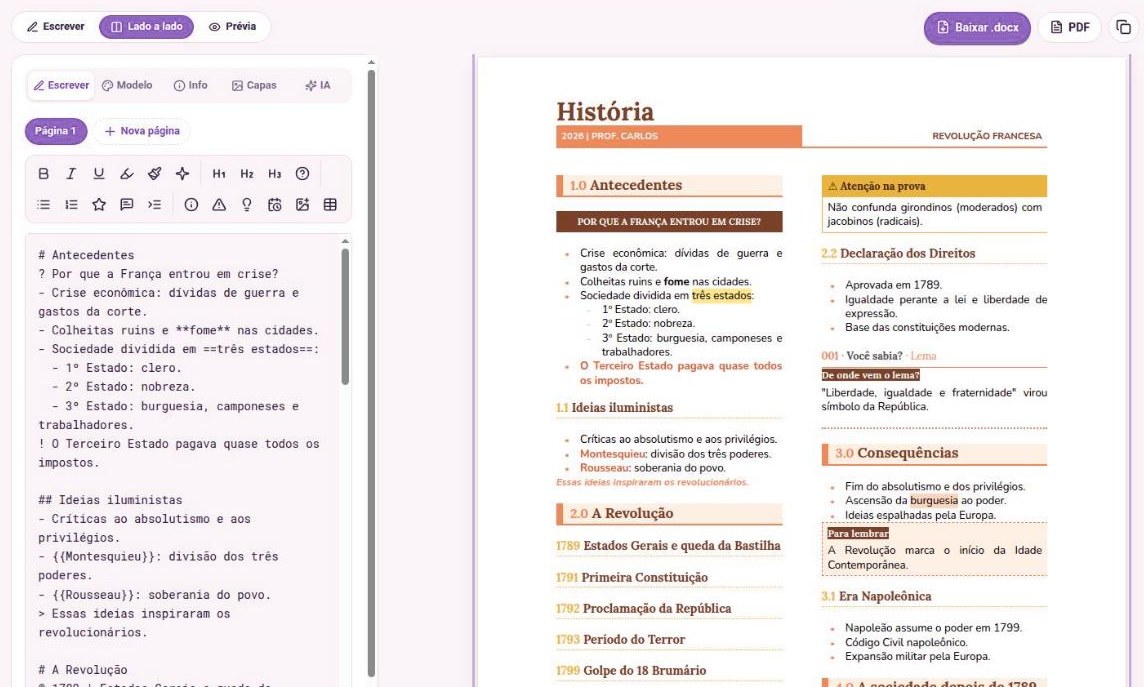 Escrever
Lado a lado
Prévia
Baixar .docx
PDF
Escrever
Modelo
Info
Capas
IA
Página 1
+ Nova página
B I U H1 H2 H3
# Antecedentes
? Por que a França entrou em crise?
- Crise econômica: dívidas de guerra e
gastos da corte.
- Colheitas ruins e **fome** nas cidades.
- Sociedade dividida em ==três estados==:
- 1º Estado: clero.
- 2º Estado: nobreza.
- 3º Estado: burguesia, camponeses e
trabalhadores.
! O Terceiro Estado pagava quase todos os
impostos.
## Ideias iluministas
- Críticas ao absolutismo e aos
privilégios.
- {{Montesquieu}}: divisão dos três
poderes.
- {{Rousseau}}: soberania do povo.
> Essas ideias inspiraram os
revolucionários.
# A Revolução
História
2026 | PROF. CARLOS
REVOLUÇÃO FRANCESA
1.0 Antecedentes
POR QUE A FRANÇA ENTROU EM CRISE?
Crise econômica: dívidas de guerra e
gastos da corte.
Colheitas ruins e fome nas cidades.
Sociedade dividida em três estados:
1º Estado: clero.
2º Estado: nobreza.
3º Estado: burguesia, camponeses e
trabalhadores.
O Terceiro Estado pagava quase todos
os impostos.
1.1 Ideias iluministas
Críticas ao absolutismo e aos privilégios.
Montesquieu: divisão dos três poderes.
Rousseau: soberania do povo.
Essas ideias inspiraram os revolucionários.
2.0 A Revolução
1789 Estados Gerais e queda da Bastilha
1791 Primeira Constituição
1792 Proclamação da República
1793 Período do Terror
1799 Golpe do 18 Brumário
⚠ Atenção na prova
Não confunda girondinos (moderados) com
jacobinos (radicais).
2.2 Declaração dos Direitos
Aprovada em 1789.
Igualdade perante a lei e liberdade de
expressão.
Base das constituições modernas.
001 · Você sabia? · Lema
De onde vem o lema?
"Liberdade, igualdade e fraternidade" virou
símbolo da República.
3.0 Consequências
Fim do absolutismo e dos privilégios.
Ascensão da burguesia ao poder.
Ideias espalhadas pela Europa.
Para lembrar
A Revolução marca o início da Idade
Contemporânea.
3.1 Era Napoleônica
Napoleão assume o poder em 1799.
Código Civil napoleônico.
Expansão militar pela Europa.
4.0 A sociedade depois de 1789